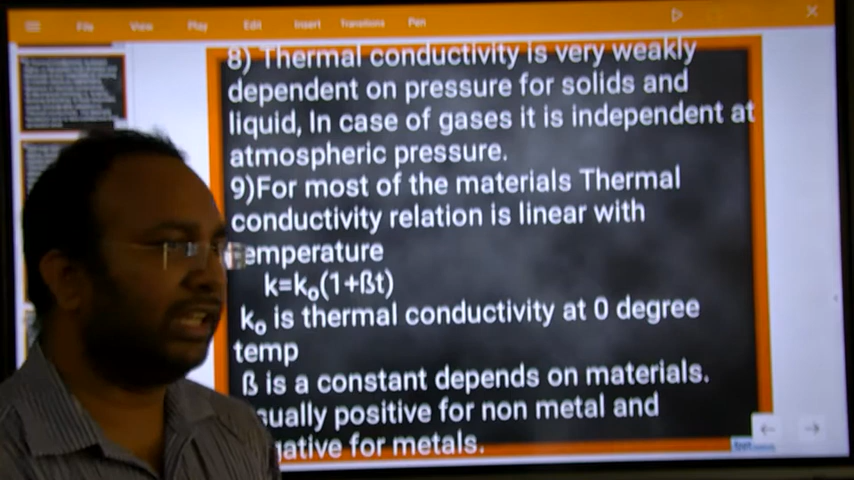 File View Play Edit Insert Transitions Pen
8) Thermal conductivity is very weakly
dependent on pressure for solids and
liquid, In case of gases it is independent at
atmospheric pressure.
9)For most of the materials Thermal
conductivity relation is linear with
emperature
k=ko(1+ßt)
ko is thermal conductivity at 0 degree
temp
ß is a constant depends on materials.
sually positive for non metal and
gative for metals.